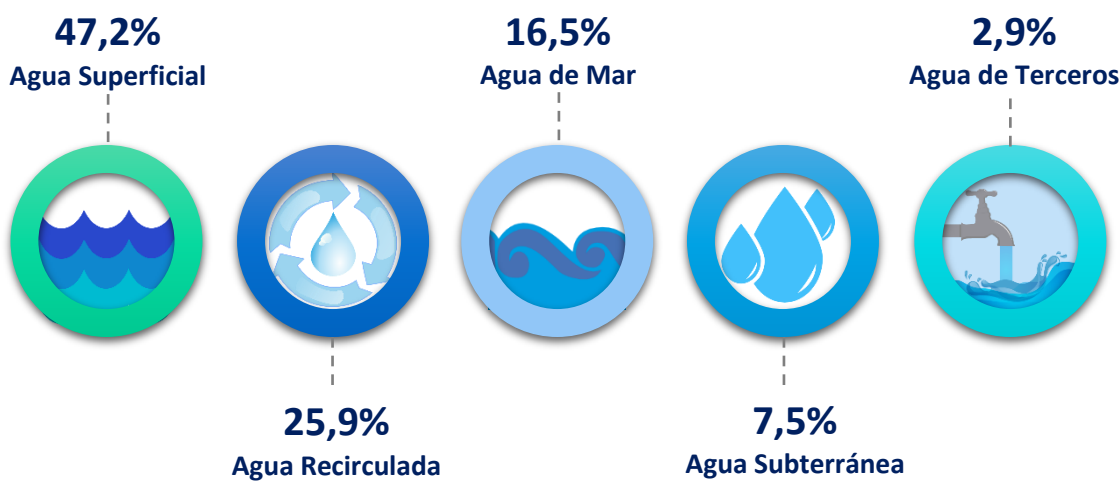 47,2%
Agua Superficial
16,5%
Agua de Mar
2,9%
Agua de Terceros
25,9%
Agua Recirculada
7,5%
Agua Subterránea